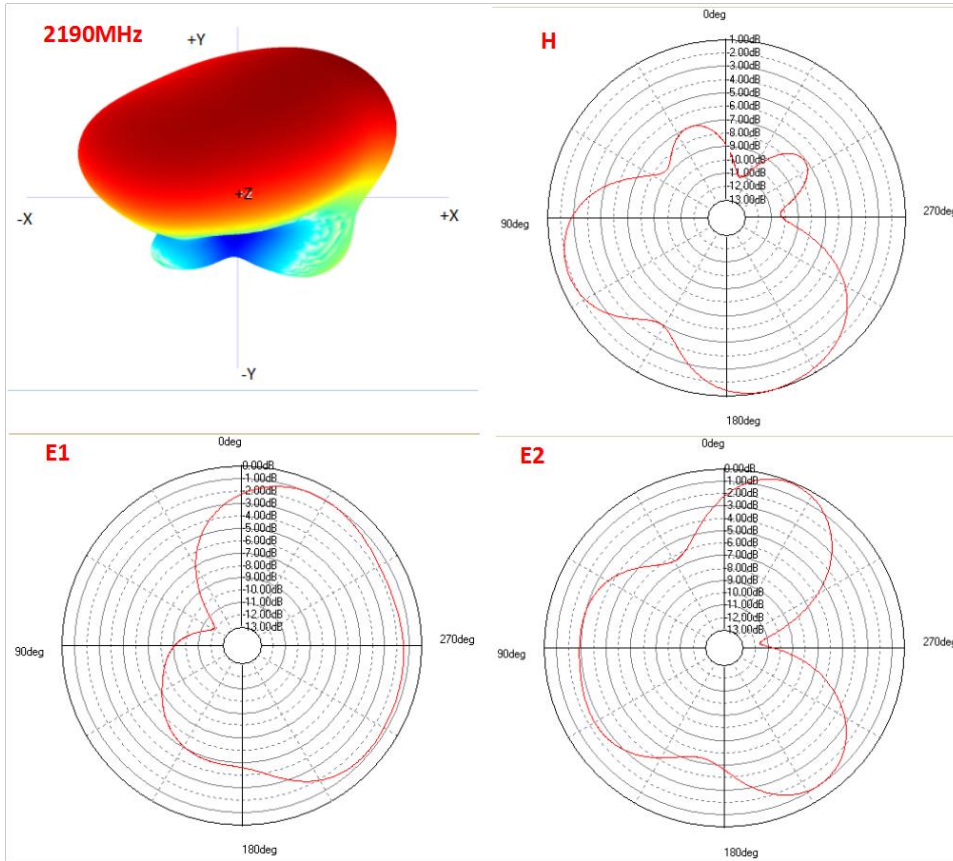 2190MHz
+Y
-X
+Z
+X
-Y
H
0deg
-1.00dB
-2.00dB
-3.00dB
-4.00dB
-5.00dB
-6.00dB
-7.00dB
-8.00dB
-9.00dB
-10.00dB
-11.00dB
-12.00dB
-13.00dB
90deg
270deg
180deg
E1
0deg
0.00dB
-1.00dB
-2.00dB
-3.00dB
-4.00dB
-5.00dB
-6.00dB
-7.00dB
-8.00dB
-9.00dB
-10.00dB
-11.00dB
-12.00dB
-13.00dB
90deg
270deg
180deg
E2
0deg
0.00dB
-1.00dB
-2.00dB
-3.00dB
-4.00dB
-5.00dB
-6.00dB
-7.00dB
-8.00dB
-9.00dB
-10.00dB
-11.00dB
-12.00dB
-13.00dB
90deg
270deg
180deg